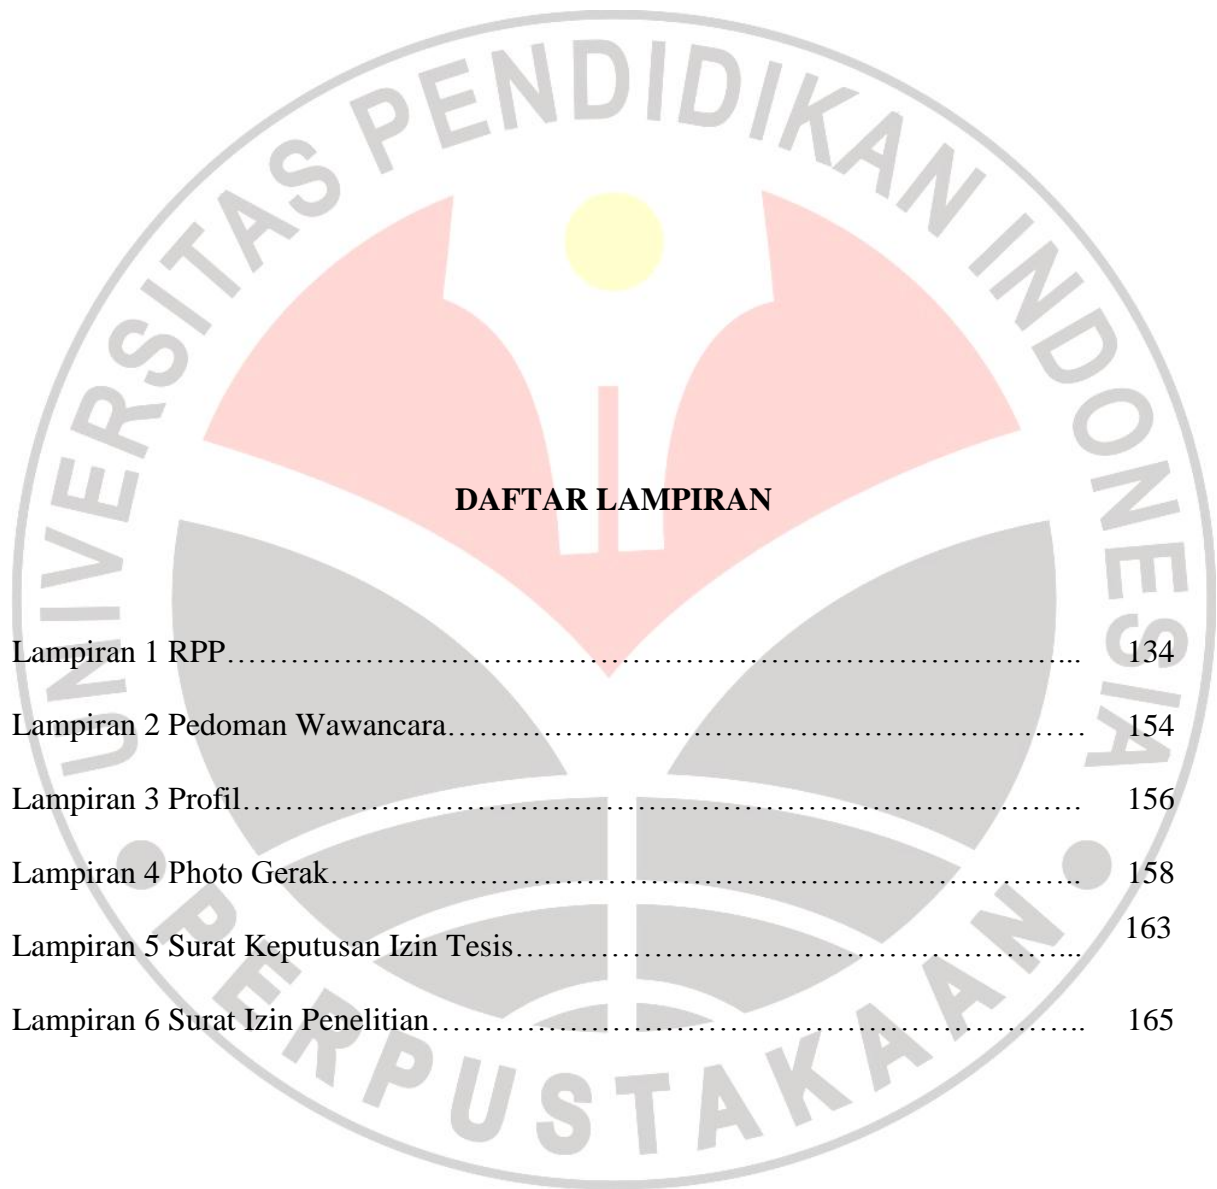 UNIVERSITAS PENDIDIKAN INDONESIA
DAFTAR LAMPIRAN
Lampiran 1 RPP………………………………………………………………………... 134
Lampiran 2 Pedoman Wawancara……………………………………………………… 154
Lampiran 3 Profil………………………………………………………………………. 156
Lampiran 4 Photo Gerak……………………………………………………………….. 158
Lampiran 5 Surat Keputusan Izin Tesis………………………………………………... 163
Lampiran 6 Surat Izin Penelitian……………………………………………………….. 165
PERPUSTAKAAN